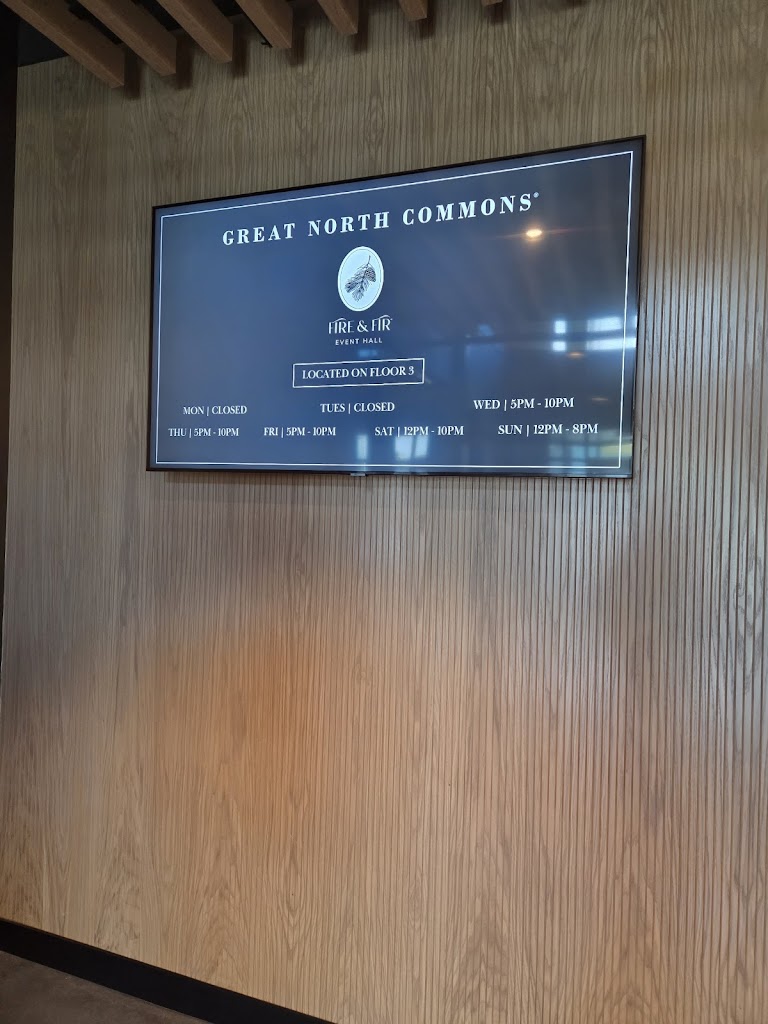 GREAT NORTH COMMONS®
FIRE & FIR
EVENT HALL
LOCATED ON FLOOR 3
MON | CLOSED TUES | CLOSED WED | 5PM - 10PM
THU | 5PM - 10PM FRI | 5PM - 10PM SAT | 12PM - 10PM SUN | 12PM - 8PM